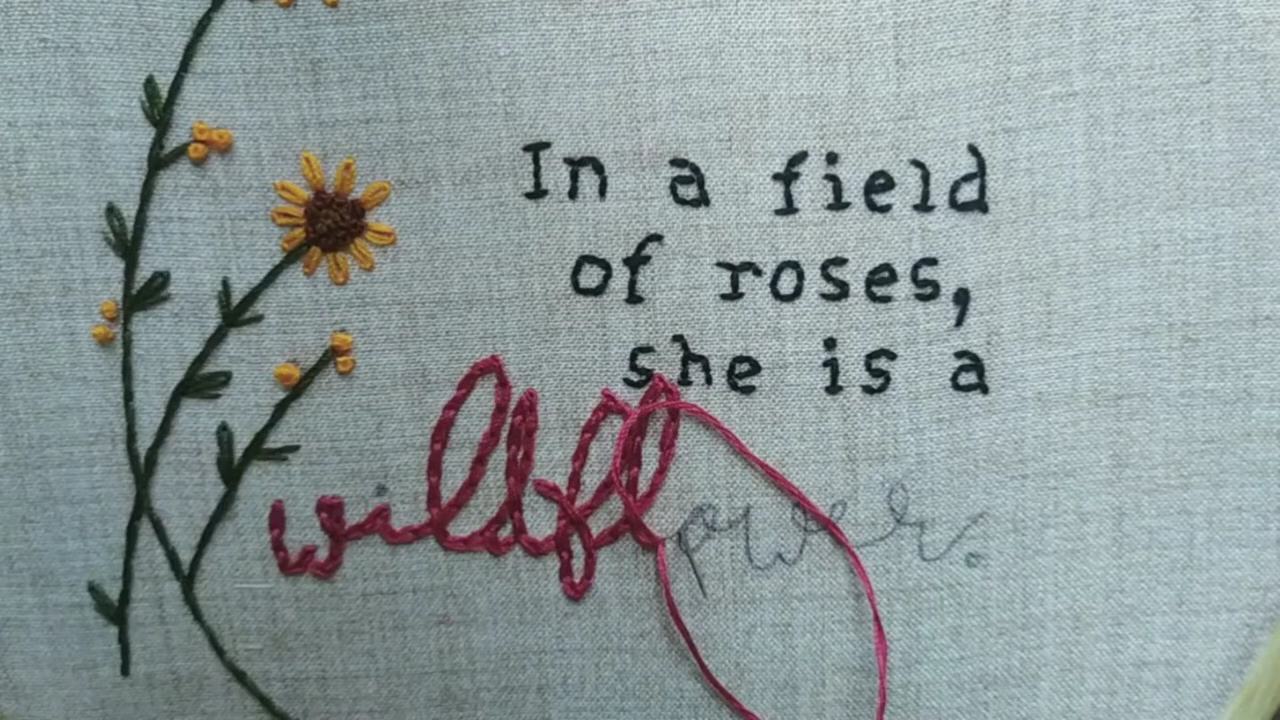 In a field
of roses,
she is a
wildflower.